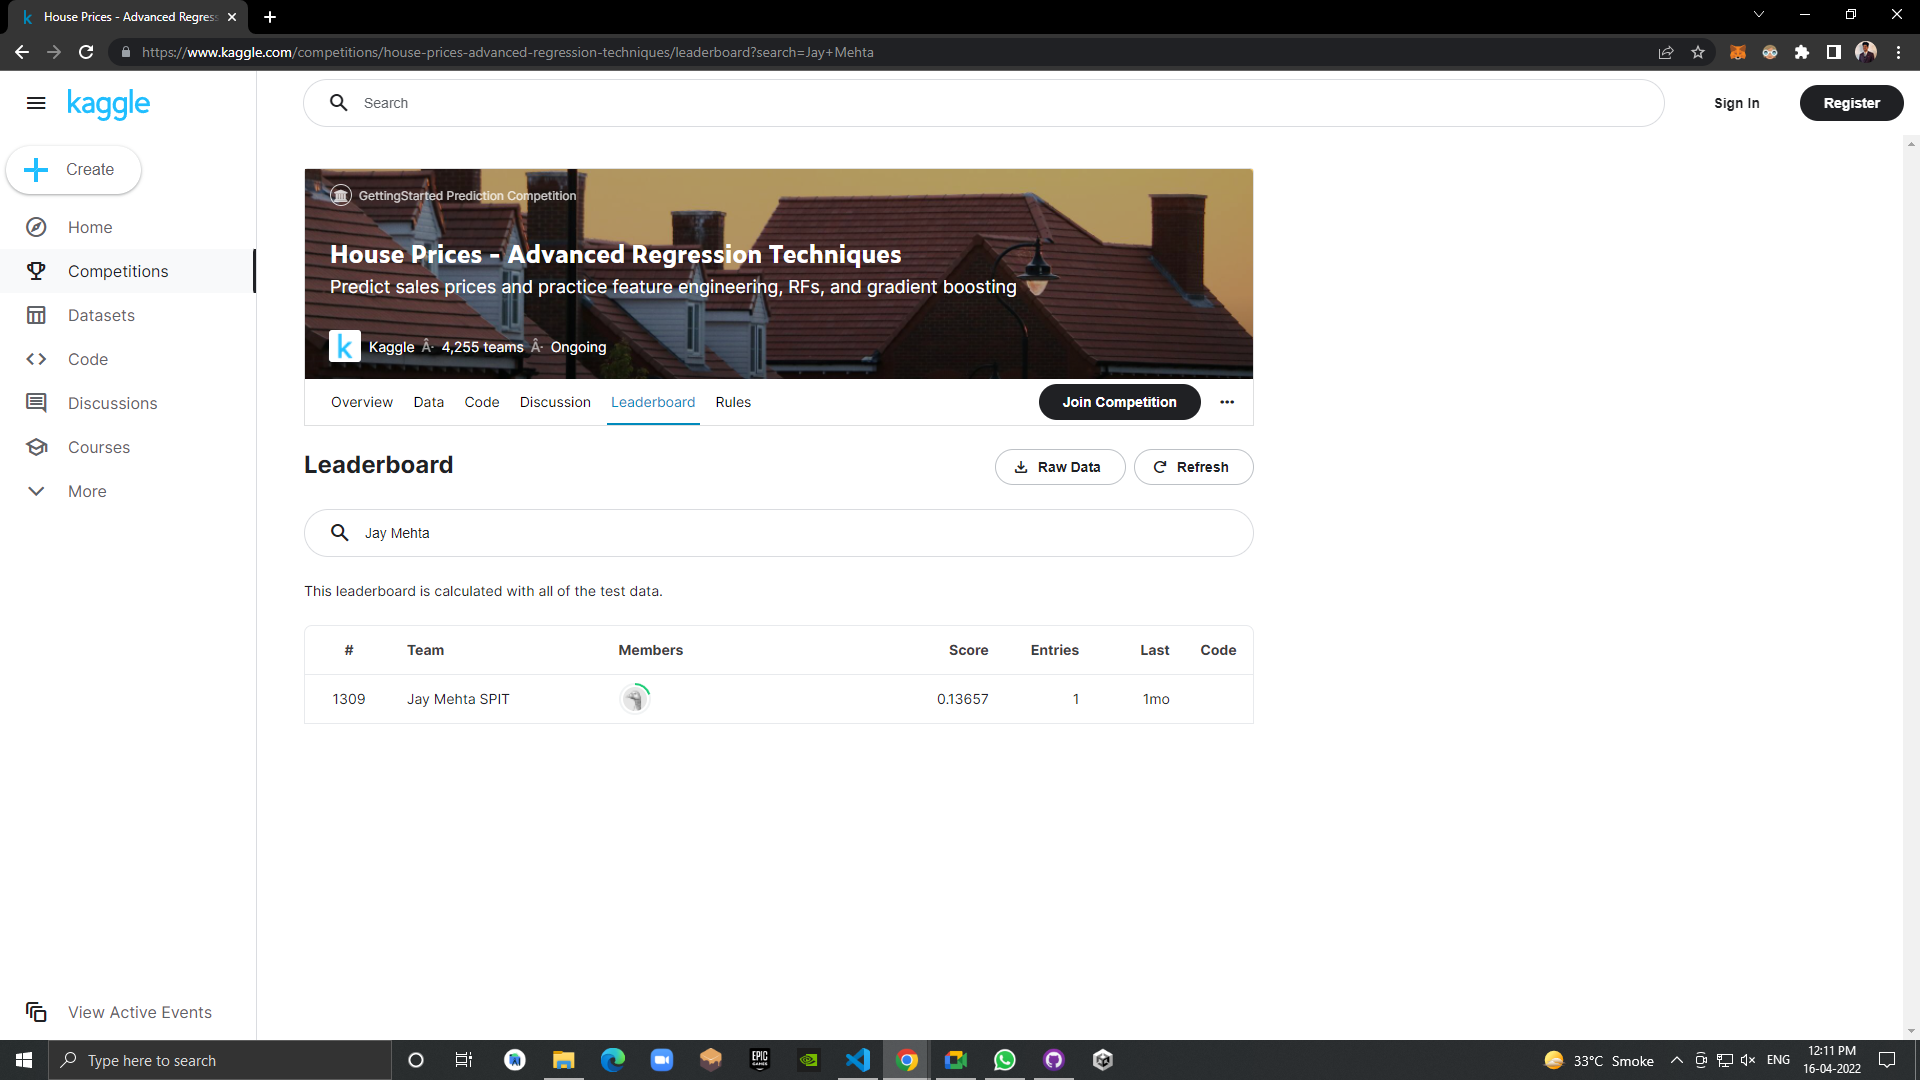 House Prices - Advanced Regress
https://www.kaggle.com/competitions/house-prices-advanced-regression-techniques/leaderboard?search=Jay+Mehta
kaggle
Search
Sign In
Register
Create
Home
Competitions
Datasets
Code
Discussions
Courses
More
View Active Events
GettingStarted Prediction Competition
House Prices - Advanced Regression Techniques
Predict sales prices and practice feature engineering, RFs, and gradient boosting
k
Kaggle Â· 4,255 teams Â· Ongoing
Overview Data Code Discussion Leaderboard Rules
Join Competition
Leaderboard
Raw Data
Refresh
Jay Mehta
This leaderboard is calculated with all of the test data.
# Team Members Score Entries Last Code
1309 Jay Mehta SPIT 0.13657 1 1mo
Type here to search
EPIC
GAMES
33°C Smoke
ENG
12:11 PM
16-04-2022